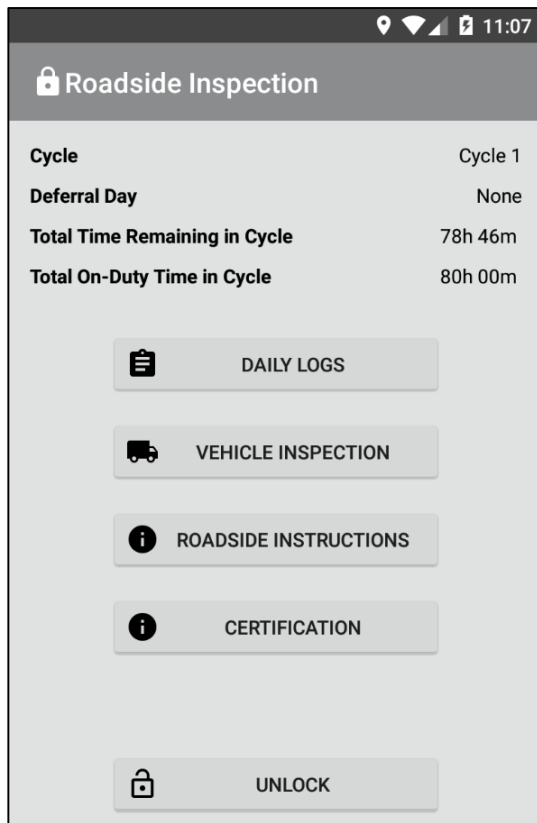 11:07
Roadside Inspection
Cycle Cycle 1
Deferral Day None
Total Time Remaining in Cycle 78h 46m
Total On-Duty Time in Cycle 80h 00m
DAILY LOGS
VEHICLE INSPECTION
ROADSIDE INSTRUCTIONS
CERTIFICATION
UNLOCK